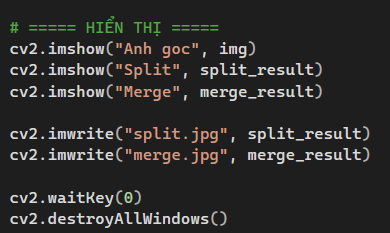 # ===== HIỂN THỊ =====
cv2.imshow("Anh goc", img)
cv2.imshow("Split", split_result)
cv2.imshow("Merge", merge_result)
cv2.imwrite("split.jpg", split_result)
cv2.imwrite("merge.jpg", merge_result)
cv2.waitKey(0)
cv2.destroyAllWindows()